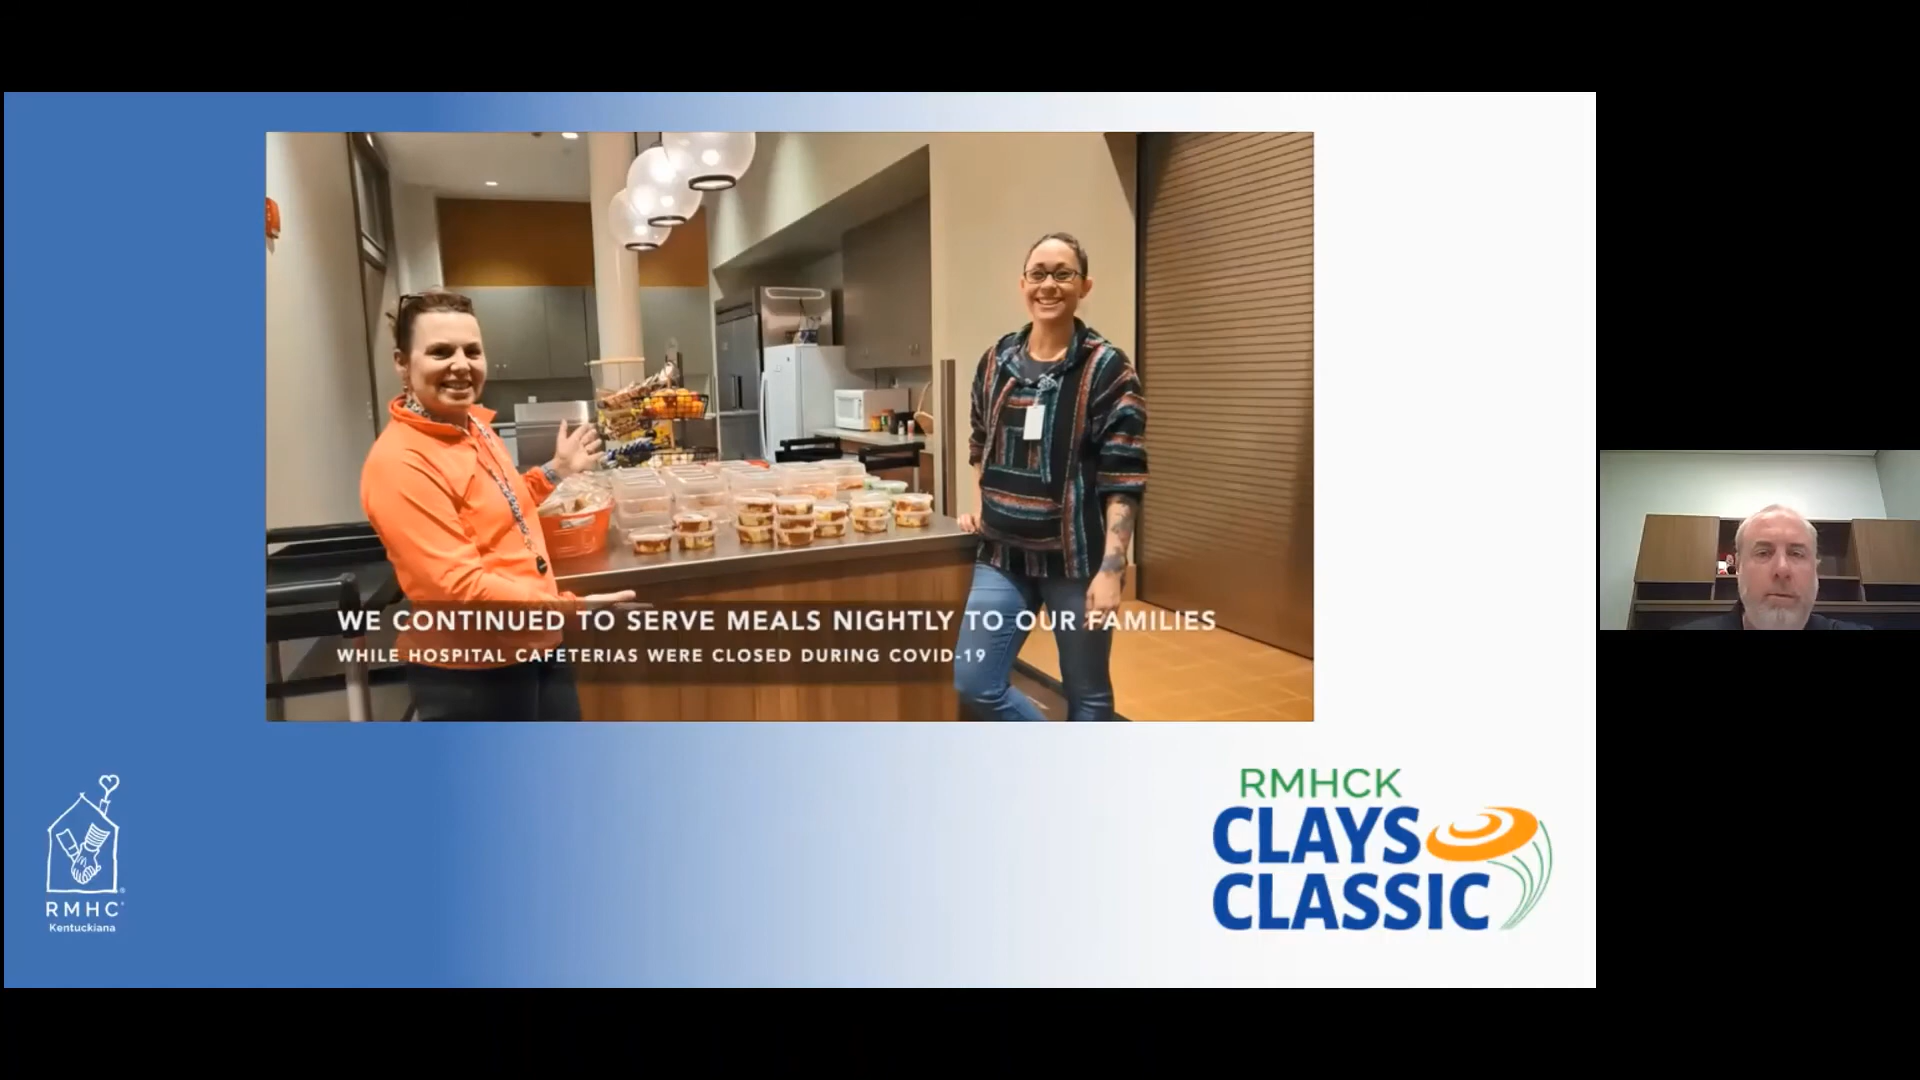 WE CONTINUED TO SERVE MEALS NIGHTLY TO OUR FAMILIES
WHILE HOSPITAL CAFETERIAS WERE CLOSED DURING COVID-19
RMHC®
Kentuckiana
RMHCK
CLAYS
CLASSIC